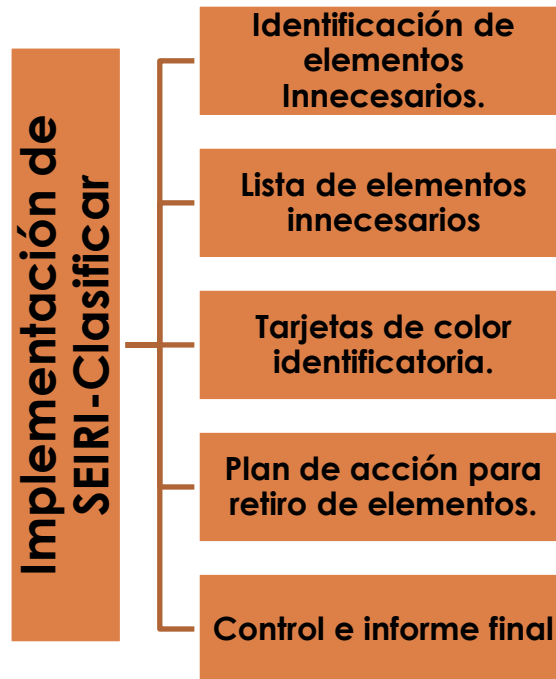 Implementación de
SEIRI-Clasificar
Identificación de
elementos
Innecesarios.
Lista de elementos
innecesarios
Tarjetas de color
identificatoria.
Plan de acción para
retiro de elementos.
Control e informe final